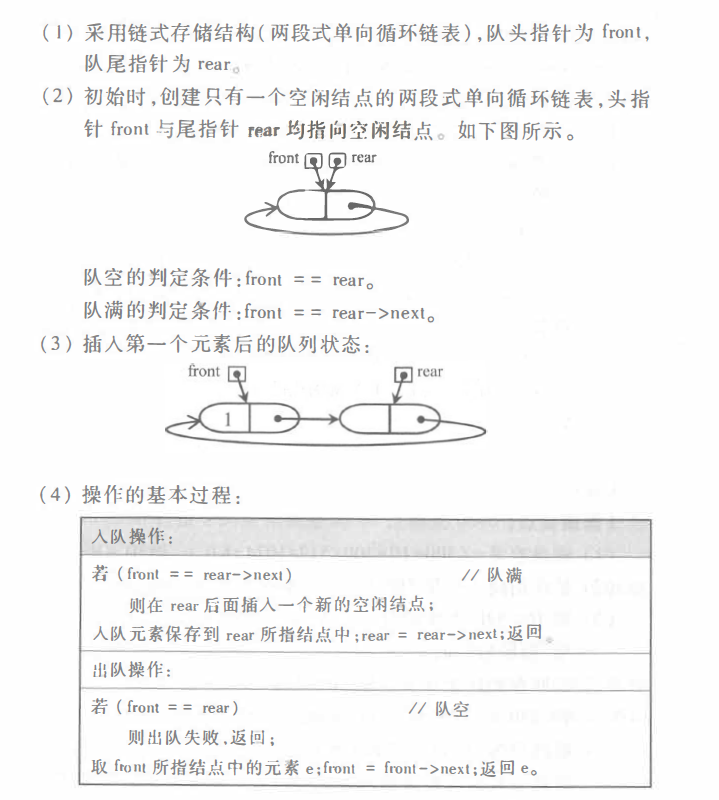 (1) 采用链式存储结构(两段式单向循环链表),队头指针为 front,
队尾指针为 rear。
(2) 初始时,创建只有一个空闲结点的两段式单向循环链表,头指
针 front 与尾指针 rear 均指向空闲结点。如下图所示。
front rear
队空的判定条件:front == rear。
队满的判定条件:front == rear->next。
(3) 插入第一个元素后的队列状态:
front rear
1
(4) 操作的基本过程:
入队操作:
若 (front == rear->next) // 队满
则在 rear 后面插入一个新的空闲结点;
入队元素保存到 rear 所指结点中;rear = rear->next;返回。
出队操作:
若 (front == rear) // 队空
则出队失败,返回;
取 front 所指结点中的元素 e;front = front->next;返回 e。